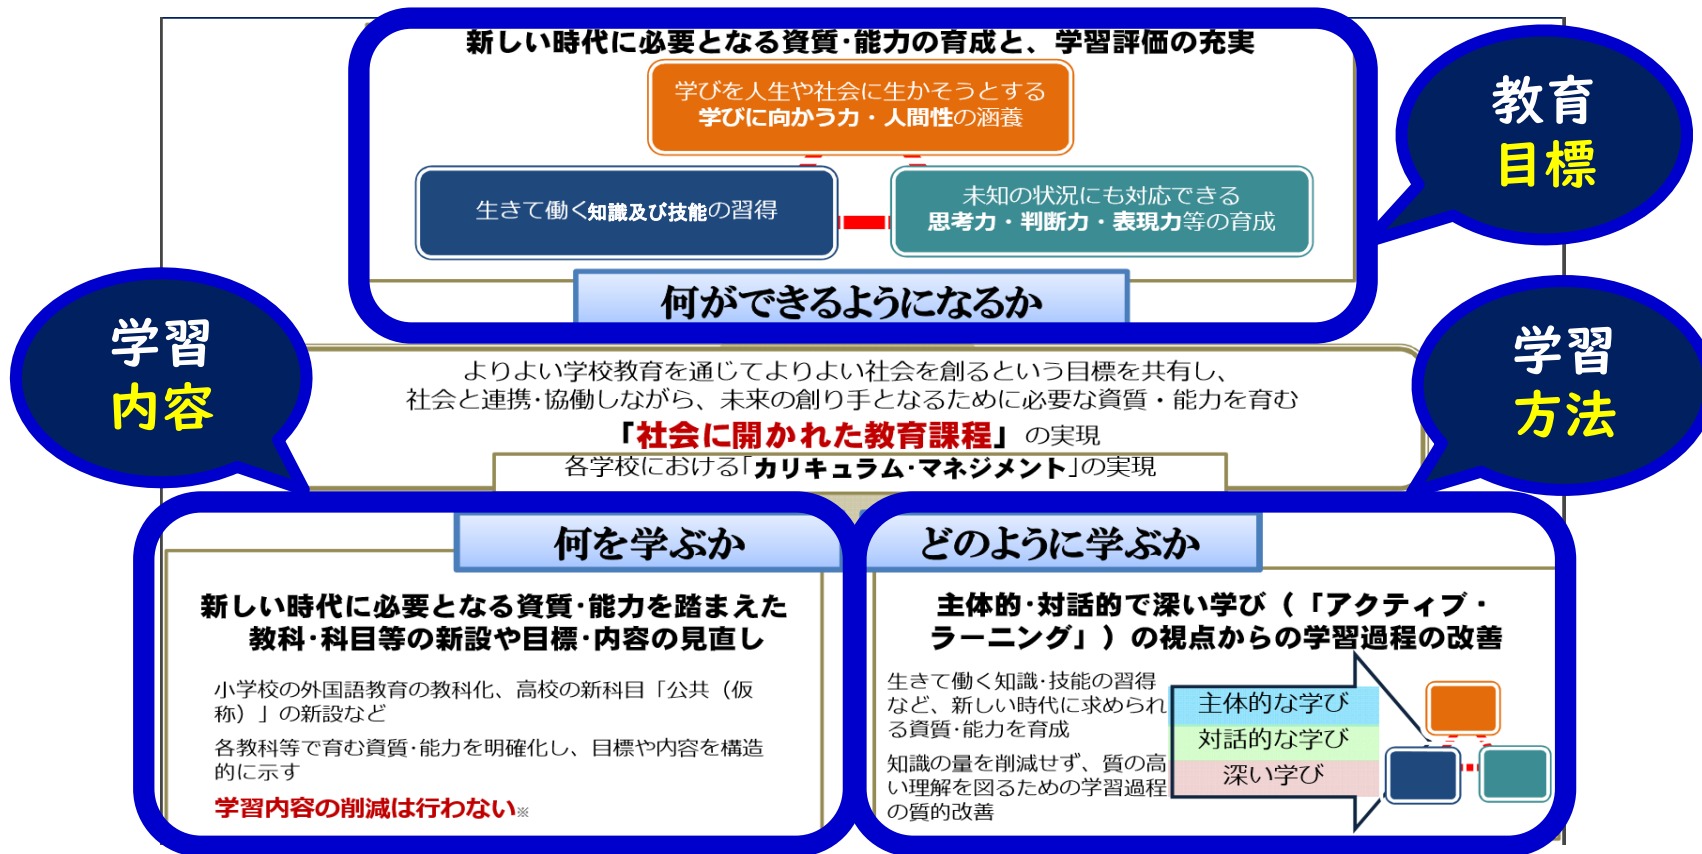 新しい時代に必要となる資質･能力の育成と、学習評価の充実
学びを人生や社会に生かそうとする
学びに向かう力・人間性の涵養
生きて働く知識及び技能の習得
未知の状況にも対応できる
思考力・判断力・表現力等の育成
教育
目標
何ができるようになるか
学習
内容
学習
方法
よりよい学校教育を通じてよりよい社会を創るという目標を共有し、
社会と連携･協働しながら、未来の創り手となるために必要な資質・能力を育む
「社会に開かれた教育課程」の実現
各学校における「カリキュラム･マネジメント」の実現
何を学ぶか
新しい時代に必要となる資質･能力を踏まえた
教科･科目等の新設や目標･内容の見直し
小学校の外国語教育の教科化、高校の新科目「公共（仮
称）」の新設など
各教科等で育む資質･能力を明確化し、目標や内容を構造
的に示す
学習内容の削減は行わない※
どのように学ぶか
主体的･対話的で深い学び（「アクティブ・
ラーニング」）の視点からの学習過程の改善
生きて働く知識･技能の習得
など、新しい時代に求められ
る資質･能力を育成
知識の量を削減せず、質の高
い理解を図るための学習過程
の質的改善
主体的な学び
対話的な学び
深い学び